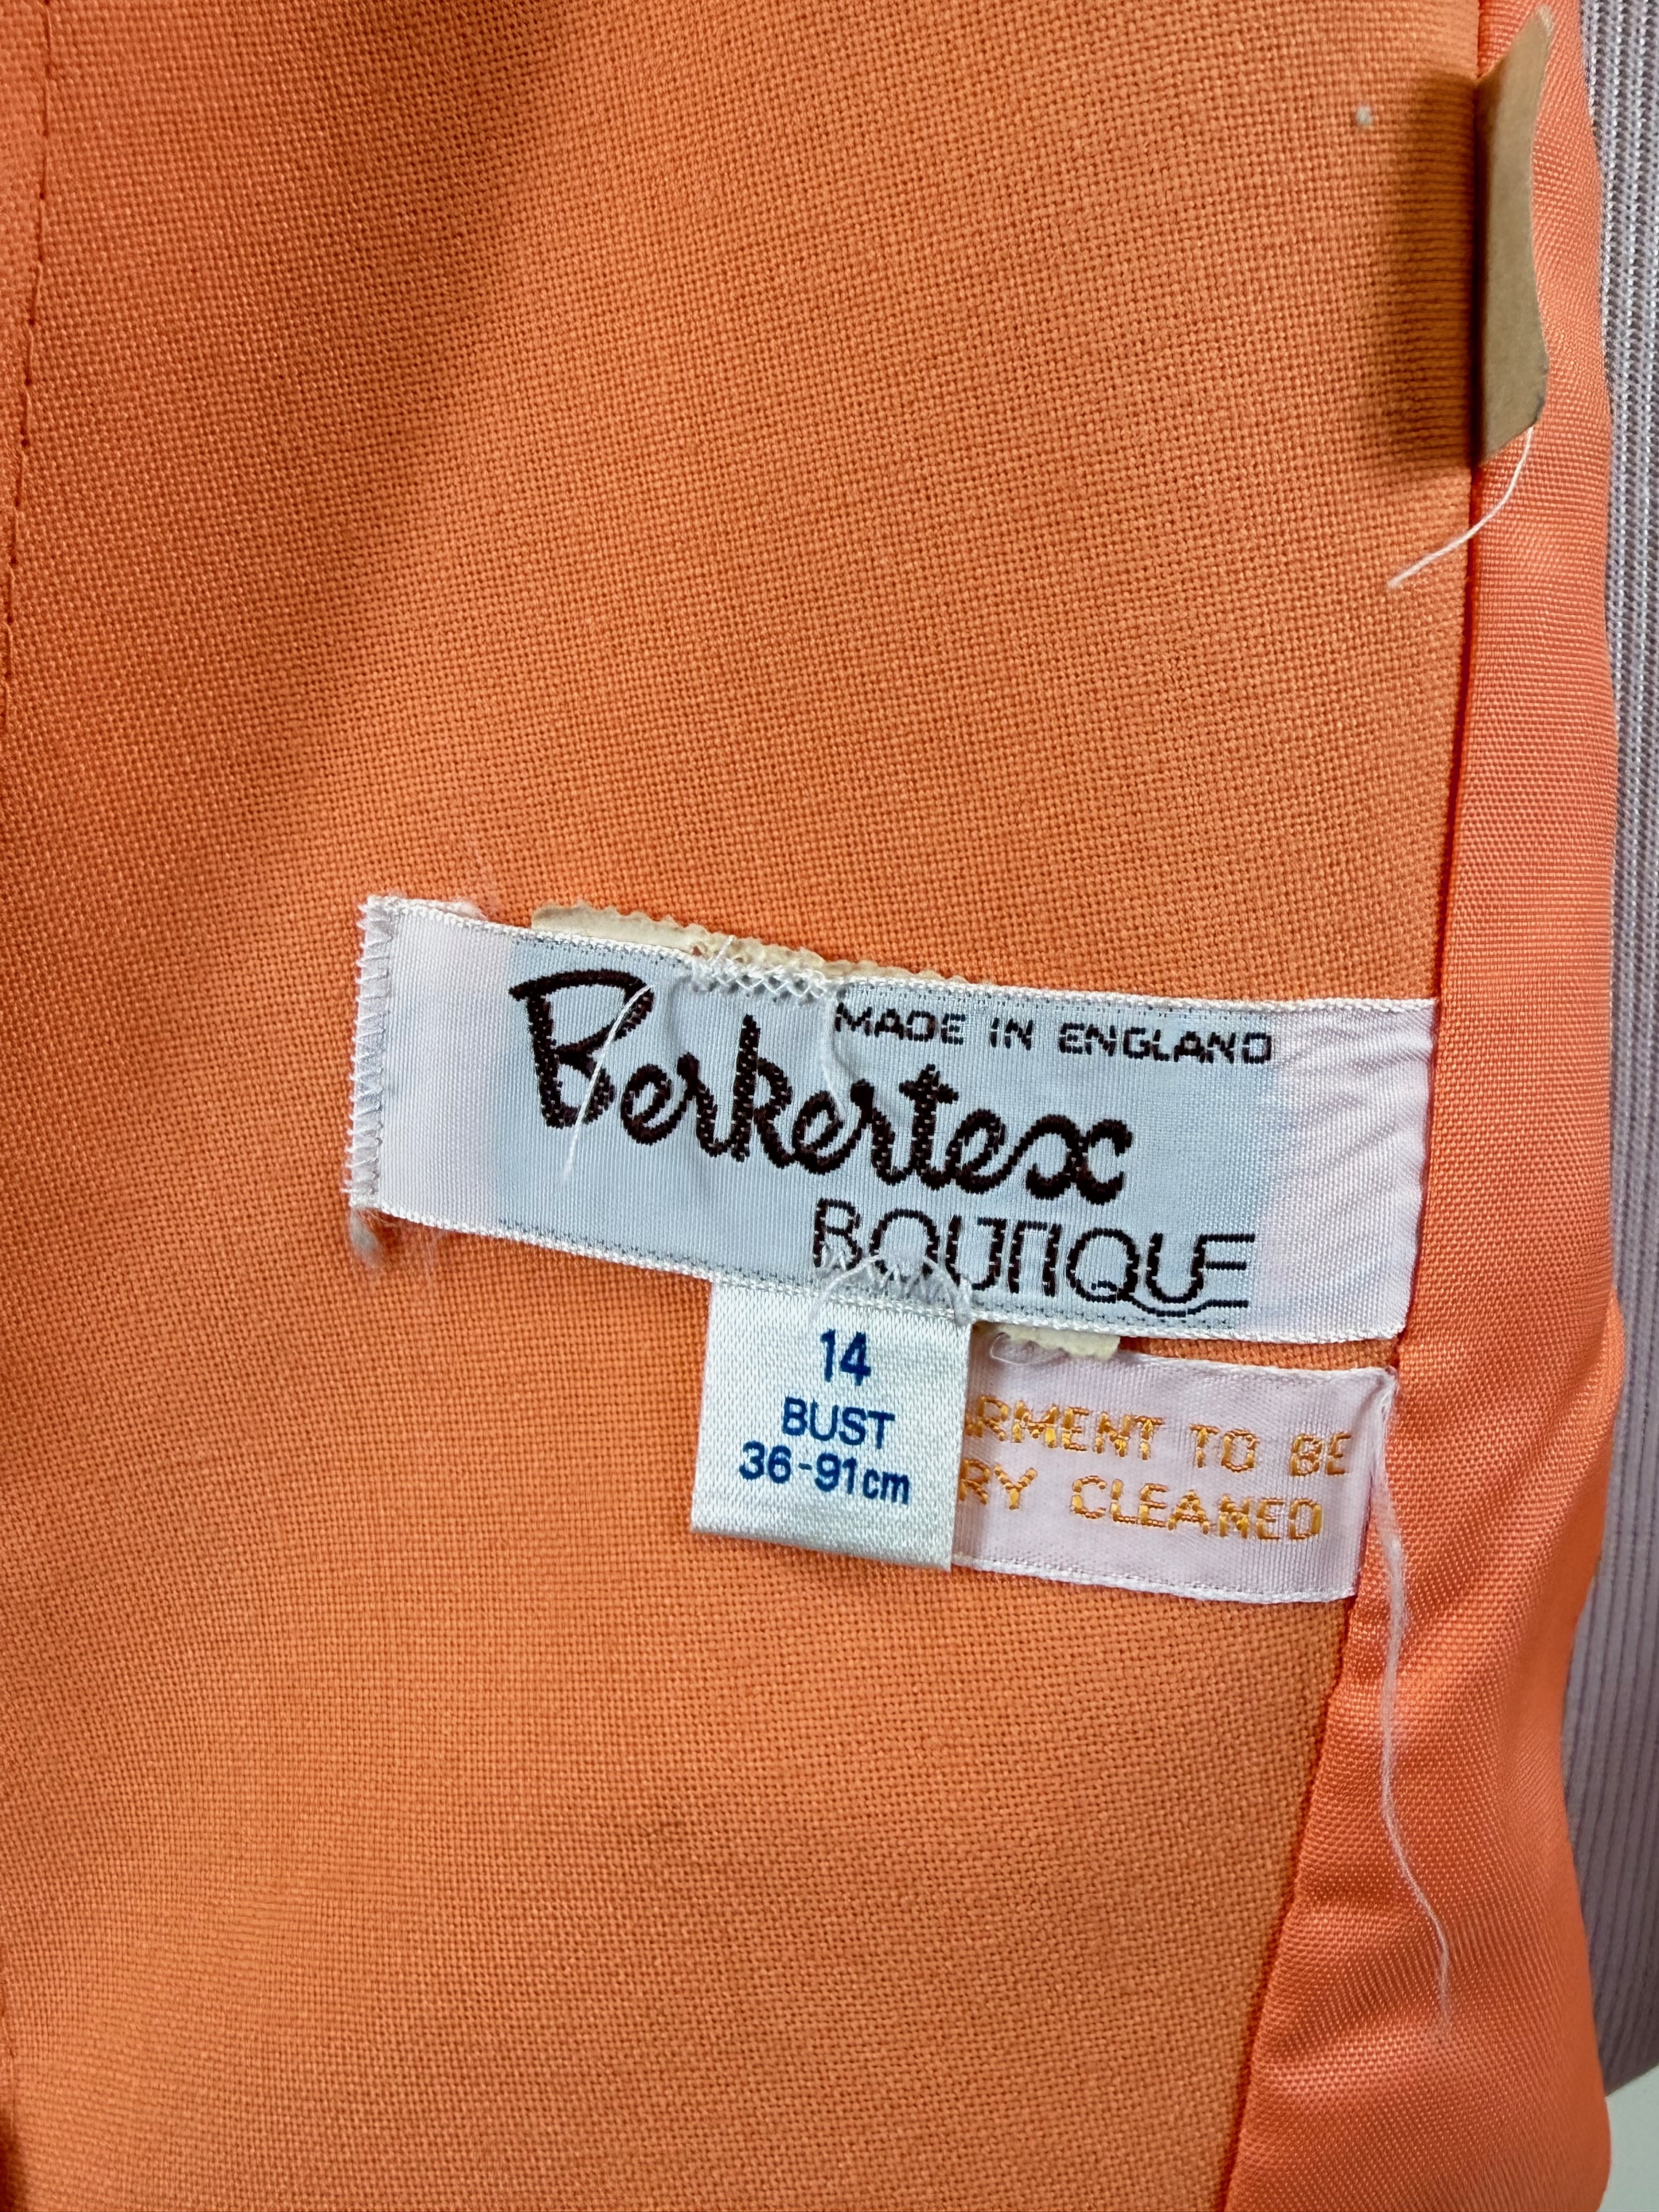 MADE IN ENGLAND
Berkertex
BOUTIQUE
14
BUST
36-91cm
RMENT TO BE
RY CLEANED